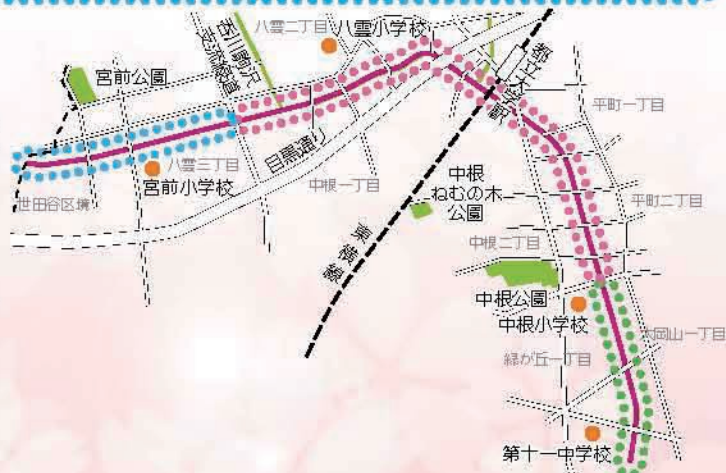 八雲二丁目
八雲小学校
呑川駒沢
支流緑道
宮前公園
都立大学駅
平町一丁目
八雲三丁目
目黒通り
宮前小学校
中根一丁目
中根
ねむの木
公園
世田谷区境
平町二丁目
東横線
中根二丁目
中根公園
中根小学校
大岡山一丁目
緑が丘一丁目
第十一中学校